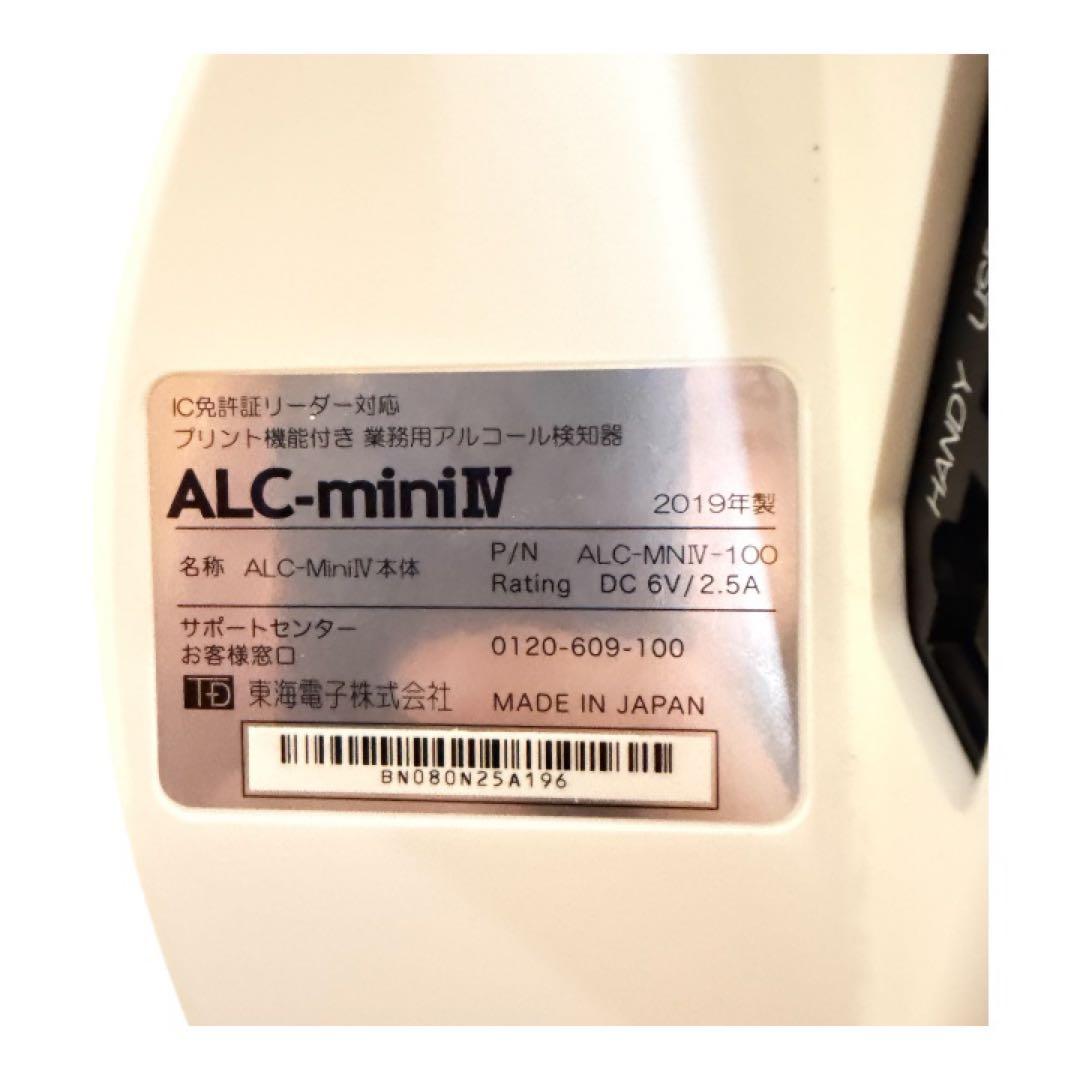 IC免許証リーダー対応
プリント機能付き 業務用アルコール検知器
ALC-miniⅣ 2019年製
名称 ALC-MiniⅣ本体 P/N ALC-MNⅣ-100
Rating DC 6V/2.5A
サポートセンター
お客様窓口 0120-609-100
TD 東海電子株式会社 MADE IN JAPAN
BN080N25A196
HANDY